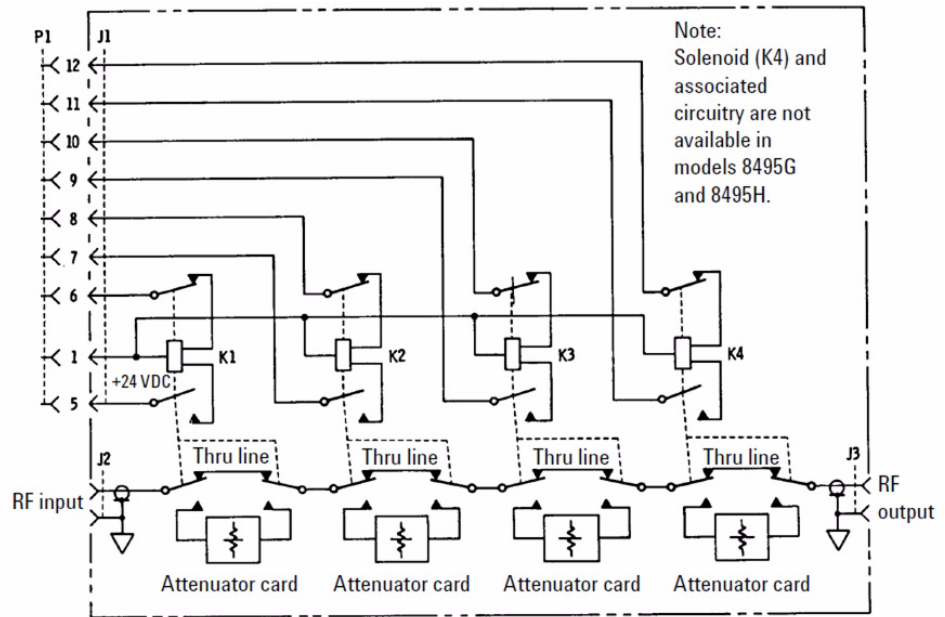 P1 J1
12
11
10
9
8
7
6
1
5
+24 VDC
K1
K2
K3
K4
Note:
Solenoid (K4) and
associated
circuitry are not
available in
models 8495G
and 8495H.
J2
RF input
Thru line
Thru line
Thru line
Thru line
J3
RF
output
Attenuator card
Attenuator card
Attenuator card
Attenuator card